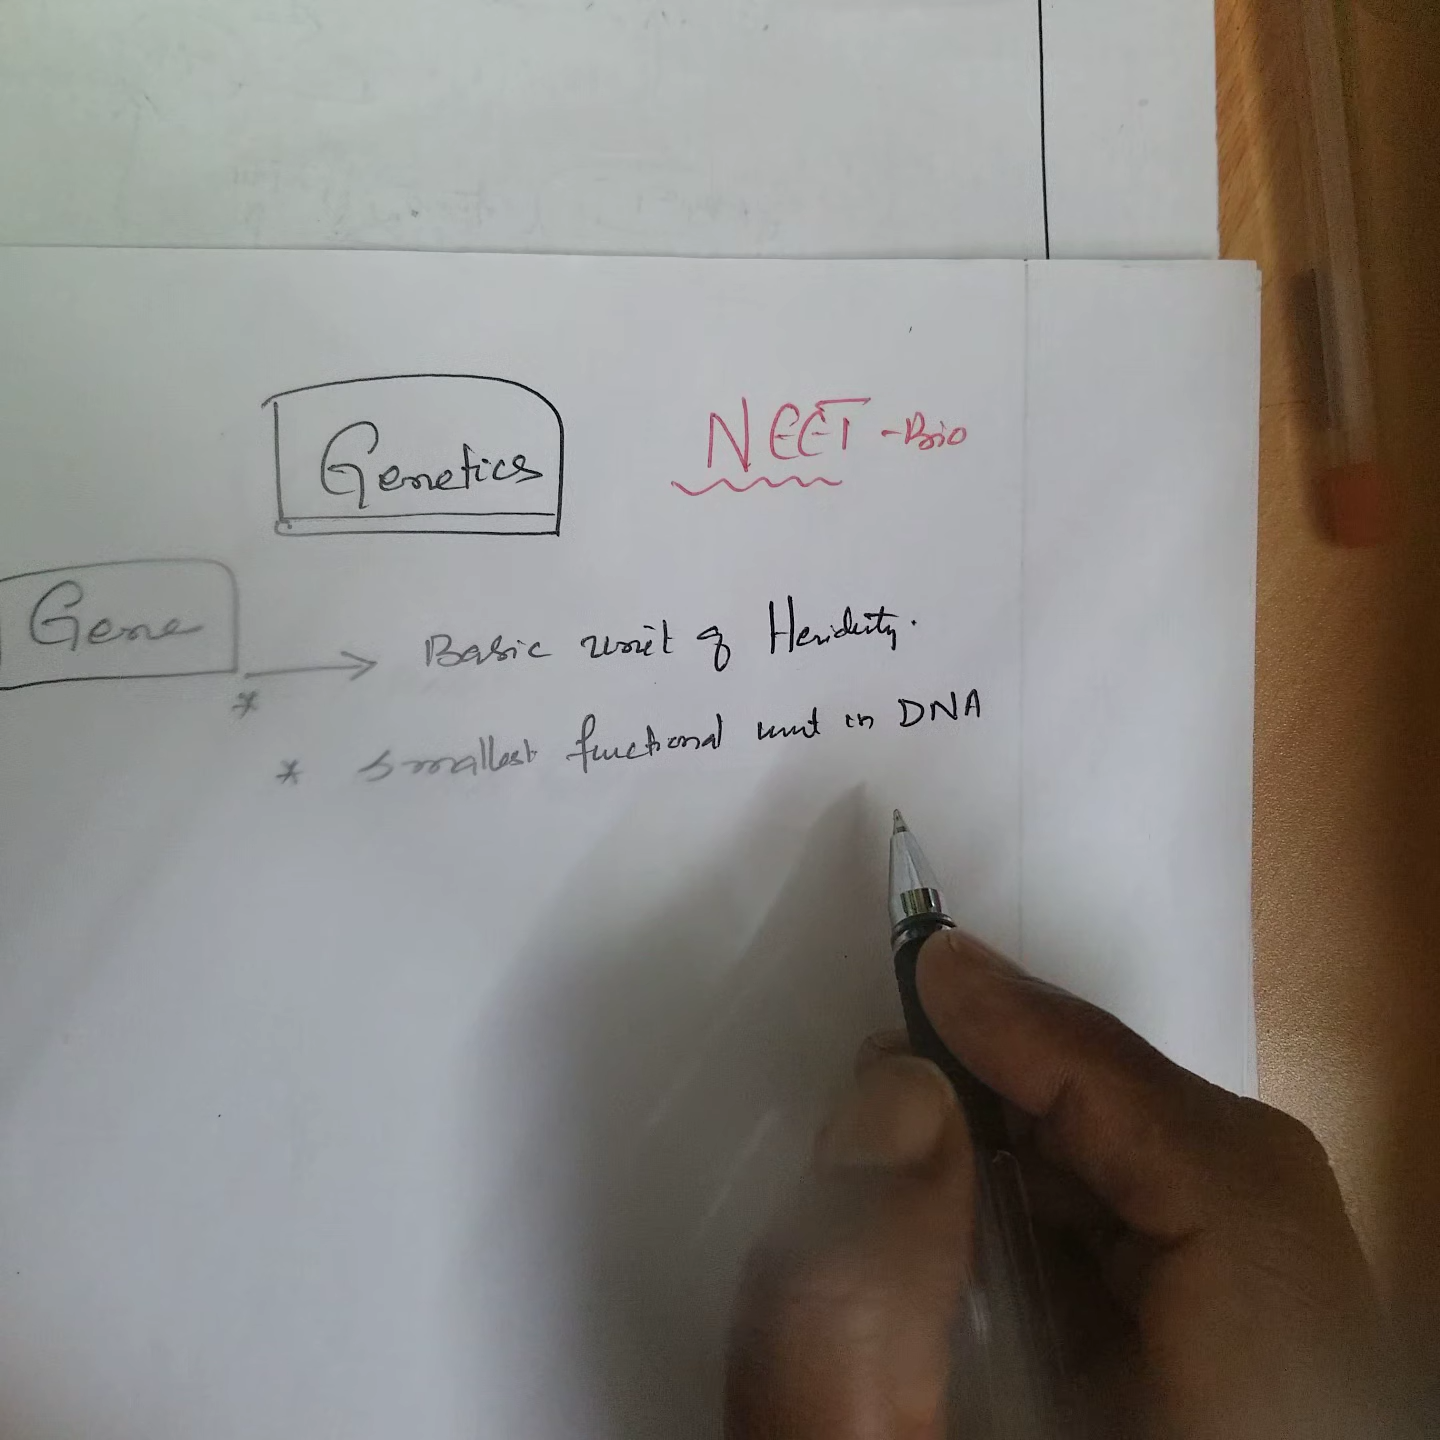 Genetics
NEET -Bio
Gene
Basic unit of Heridity.
*
* Smallest functional unit in DNA